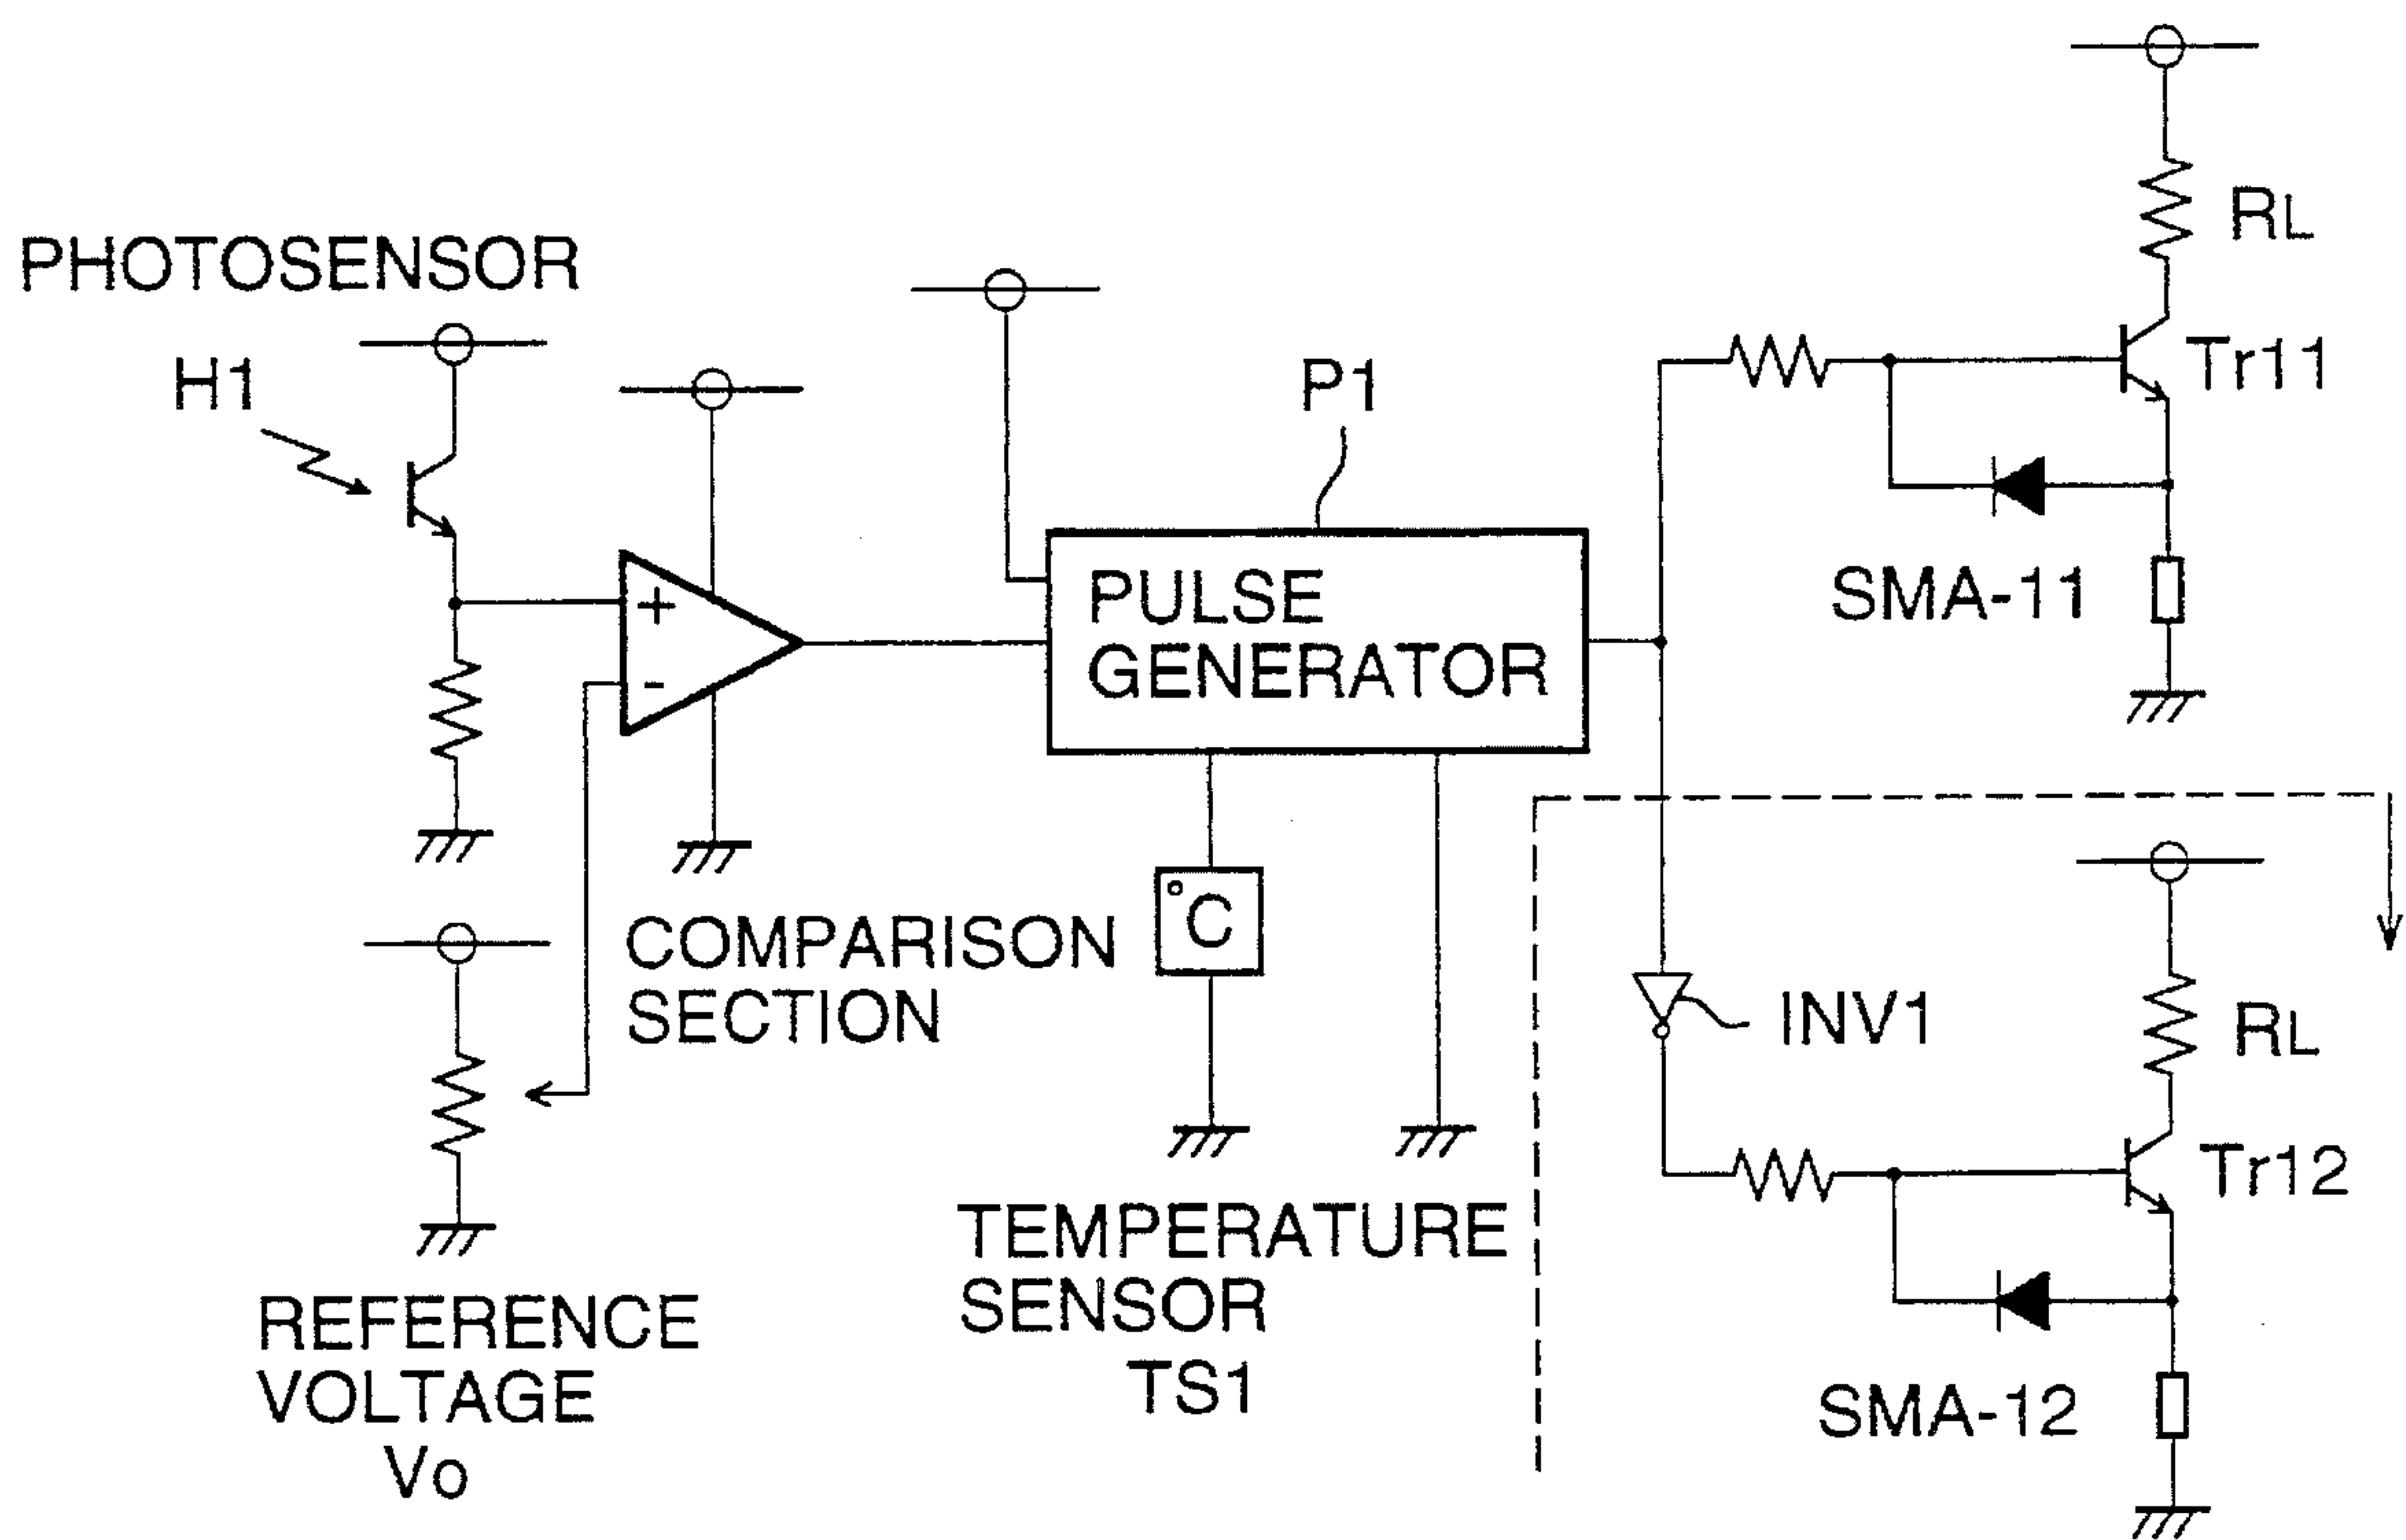 PHOTOSENSOR
H1
+
-
COMPARISON
SECTION
REFERENCE
VOLTAGE
Vo
P1
PULSE
GENERATOR
°C
TEMPERATURE
SENSOR
TS1
RL
Tr11
SMA-11
INV1
RL
Tr12
SMA-12